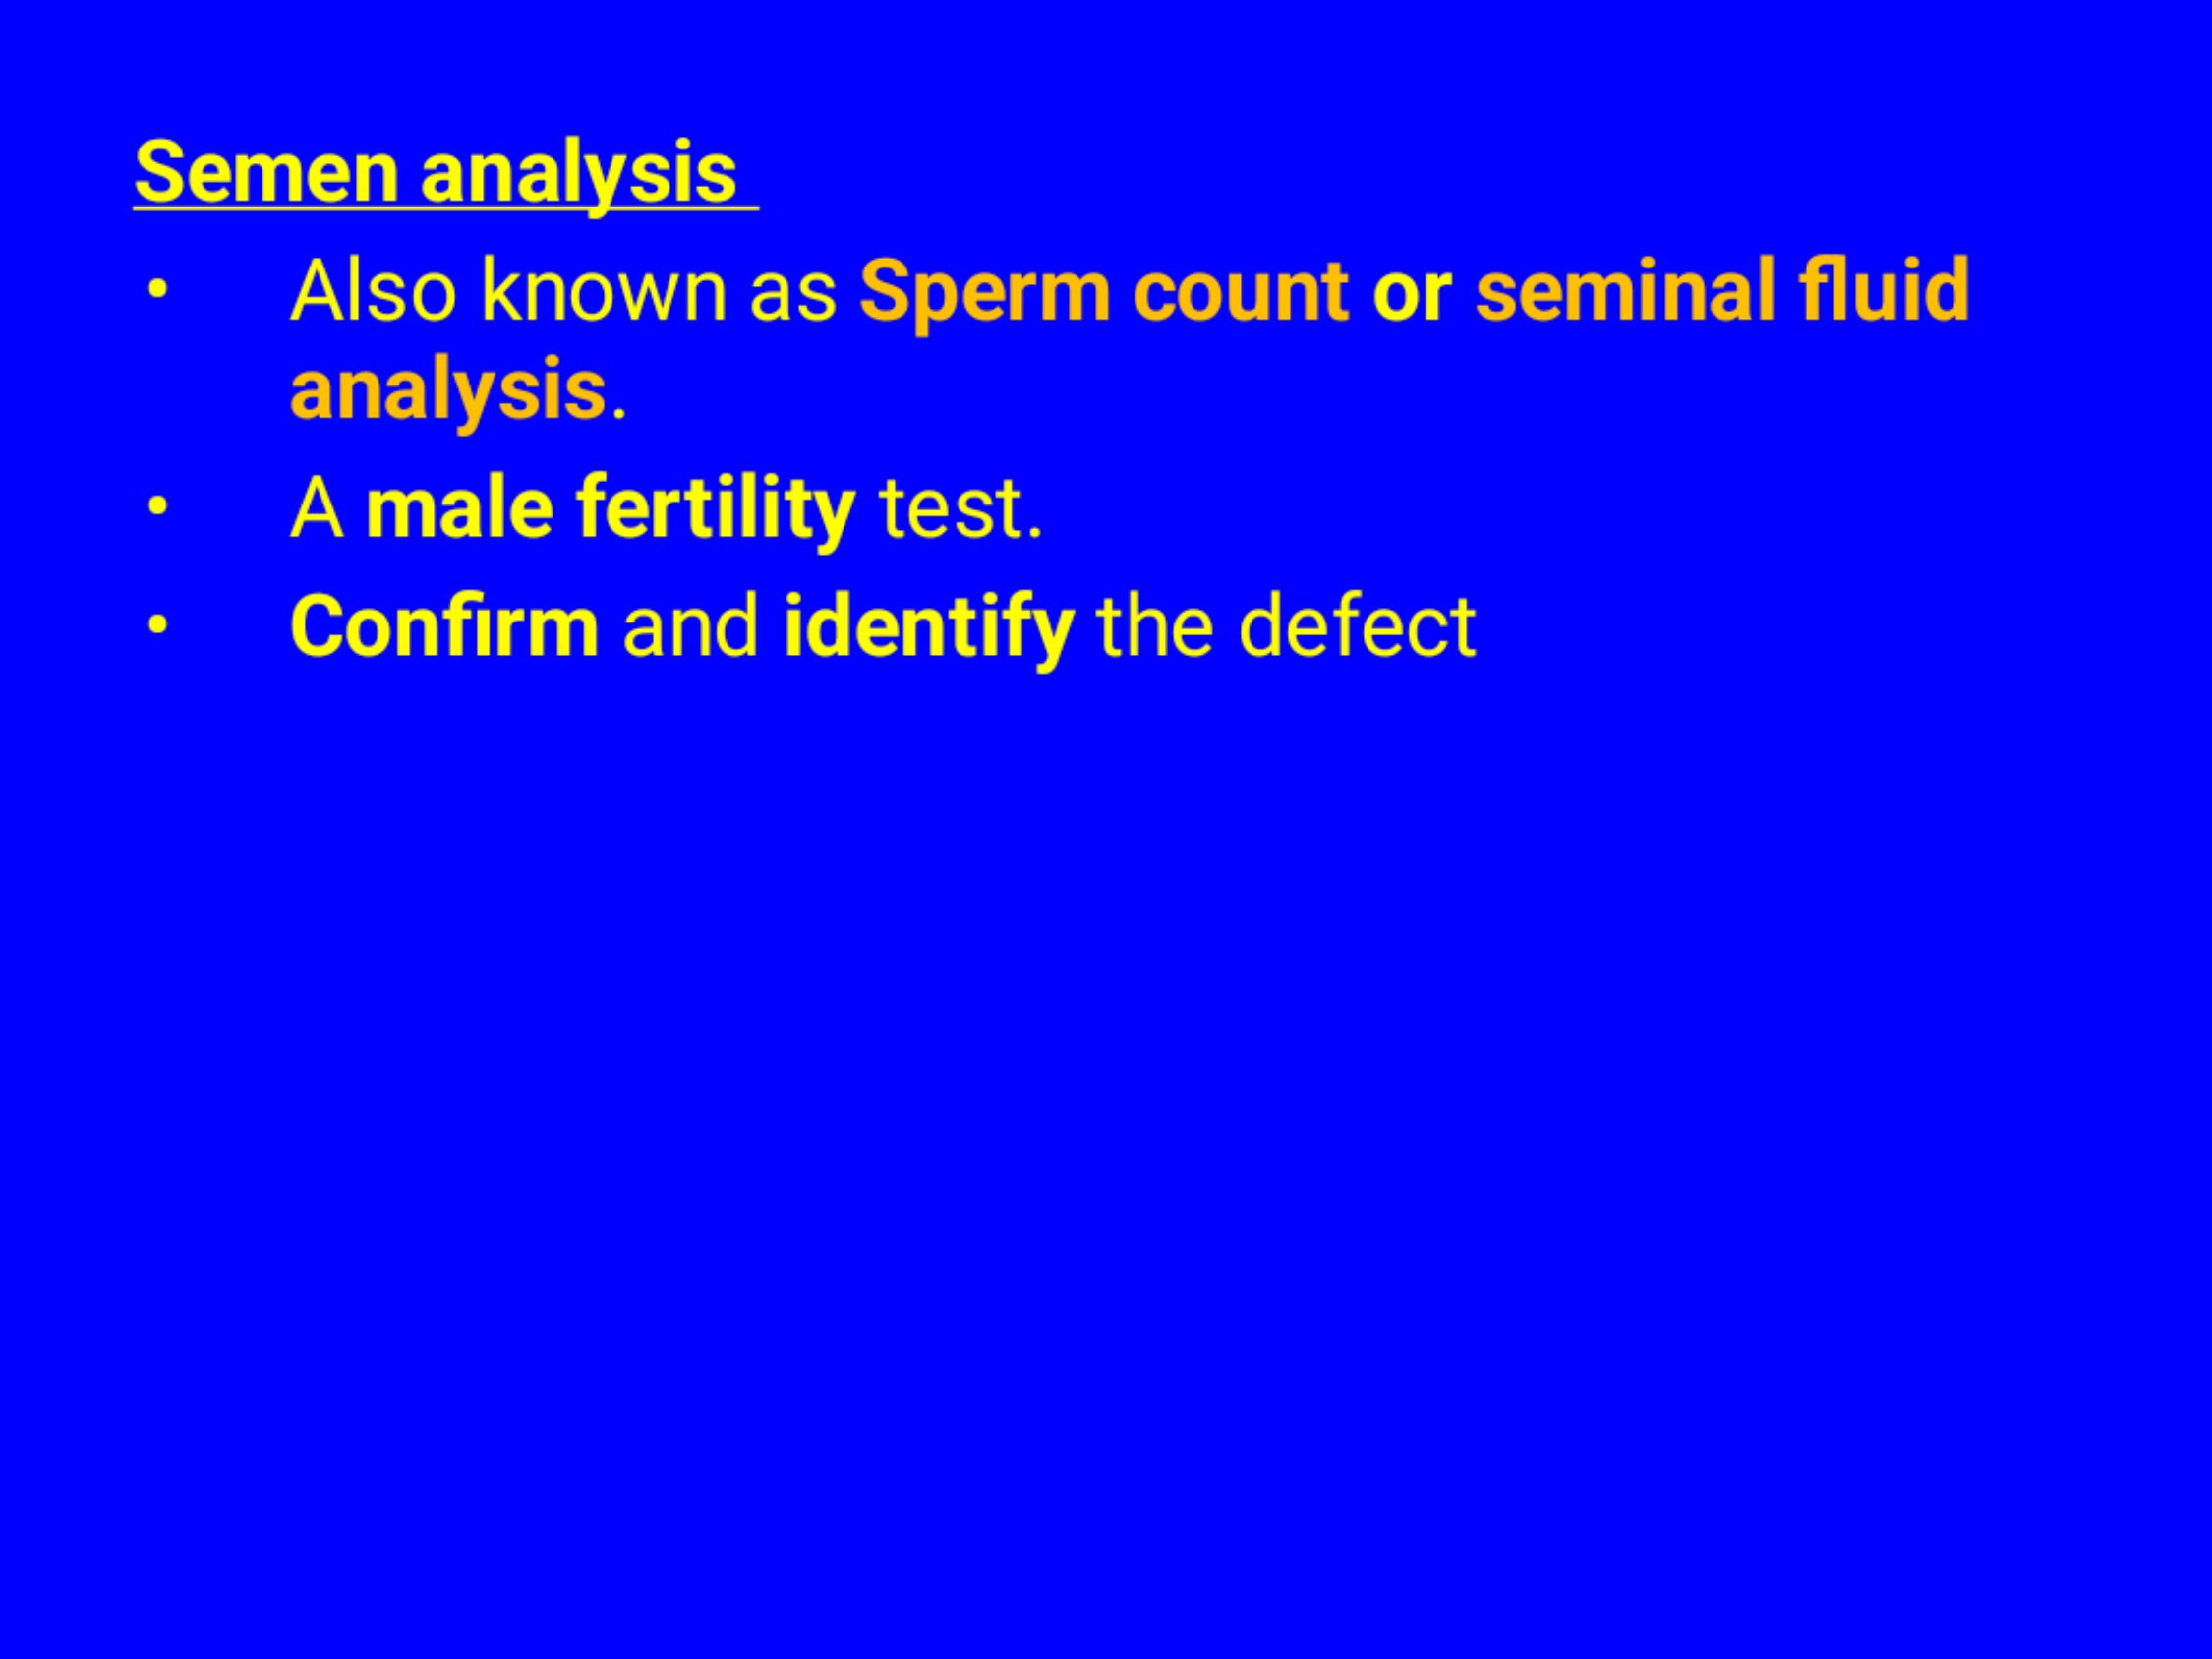 Semen analysis
• Also known as Sperm count or seminal fluid
analysis.
• A male fertility test.
• Confirm and identify the defect